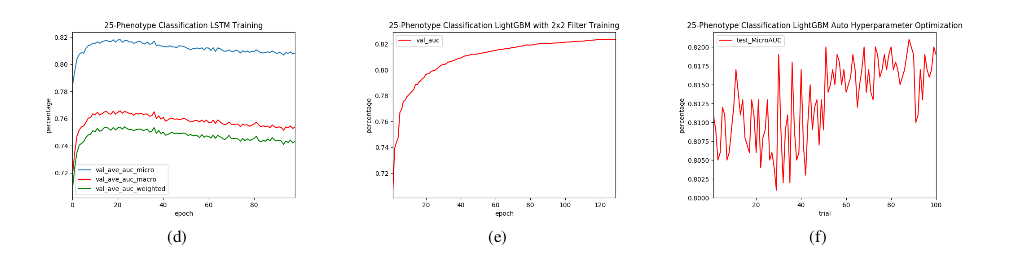 25-Phenotype Classification LSTM Training
percentage
0.82
0.80
0.78
0.76
0.74
0.72
val_ave_auc_micro
val_ave_auc_macro
val_ave_auc_weighted
0 20 40 60 80
epoch
(d)
25-Phenotype Classification LightGBM with 2x2 Filter Training
percentage
0.82
0.80
0.78
0.76
0.74
0.72
val_auc
20 40 60 80 100 120
epoch
(e)
25-Phenotype Classification LightGBM Auto Hyperparameter Optimization
percentage
0.8200
0.8175
0.8150
0.8125
0.8100
0.8075
0.8050
0.8025
0.8000
test_MicroAUC
20 40 60 80 100
trial
(f)